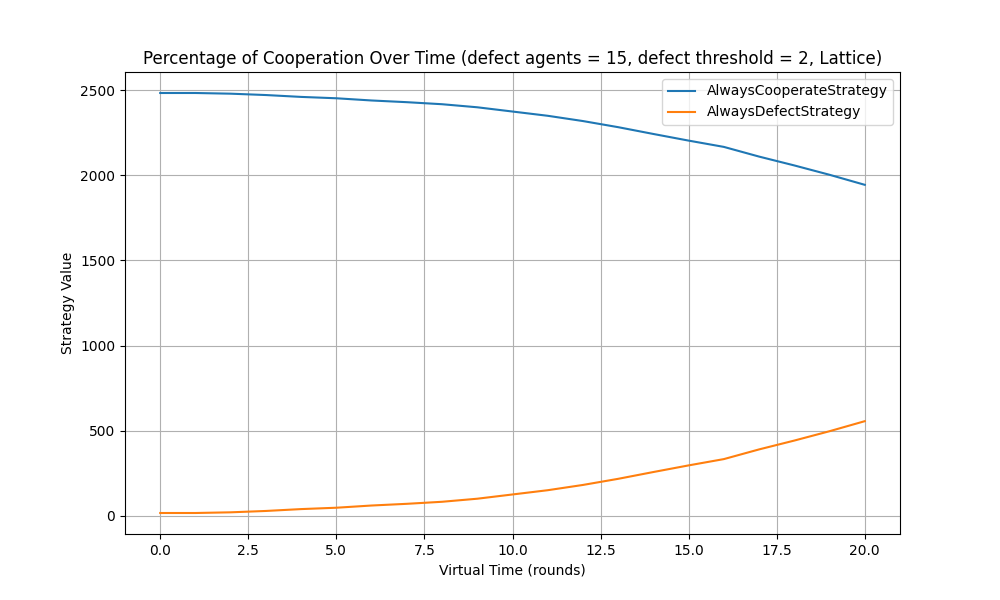 Percentage of Cooperation Over Time (defect agents = 15, defect threshold = 2, Lattice)
AlwaysCooperateStrategy
AlwaysDefectStrategy
Strategy Value
2500
2000
1500
1000
500
0
0.0 2.5 5.0 7.5 10.0 12.5 15.0 17.5 20.0
Virtual Time (rounds)